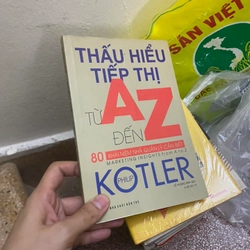 THẤU HIỂU
TIẾP THỊ
TỪ
A
ĐẾN
Z
80
MARKETING INSIGHTS FROM A TO Z
PHILIP
KOTLER
SẢN VIỆT